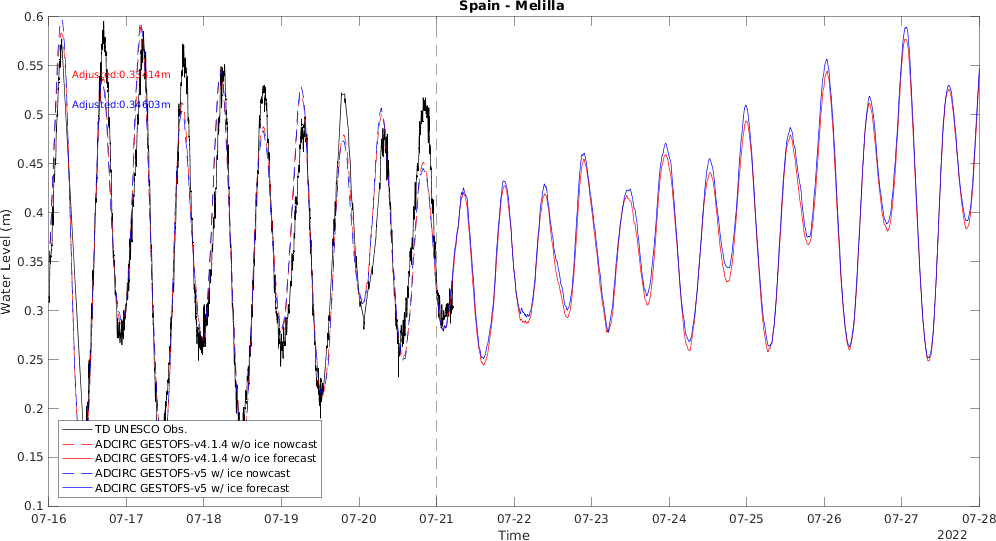 Spain - Melilla
0.6
0.55
0.5
0.45
0.4
0.35
0.3
0.25
0.2
0.15
0.1
Water Level (m)
Adjusted:0.34603m
TD UNESCO Obs.
ADCIRC GESTOFS-v4.1.4 w/o ice nowcast
ADCIRC GESTOFS-v4.1.4 w/o ice forecast
ADCIRC GESTOFS-v5 w/ ice nowcast
ADCIRC GESTOFS-v5 w/ ice forecast
07-16 07-17 07-18 07-19 07-20 07-21 07-22 07-23 07-24 07-25 07-26 07-27 07-28
Time
2022